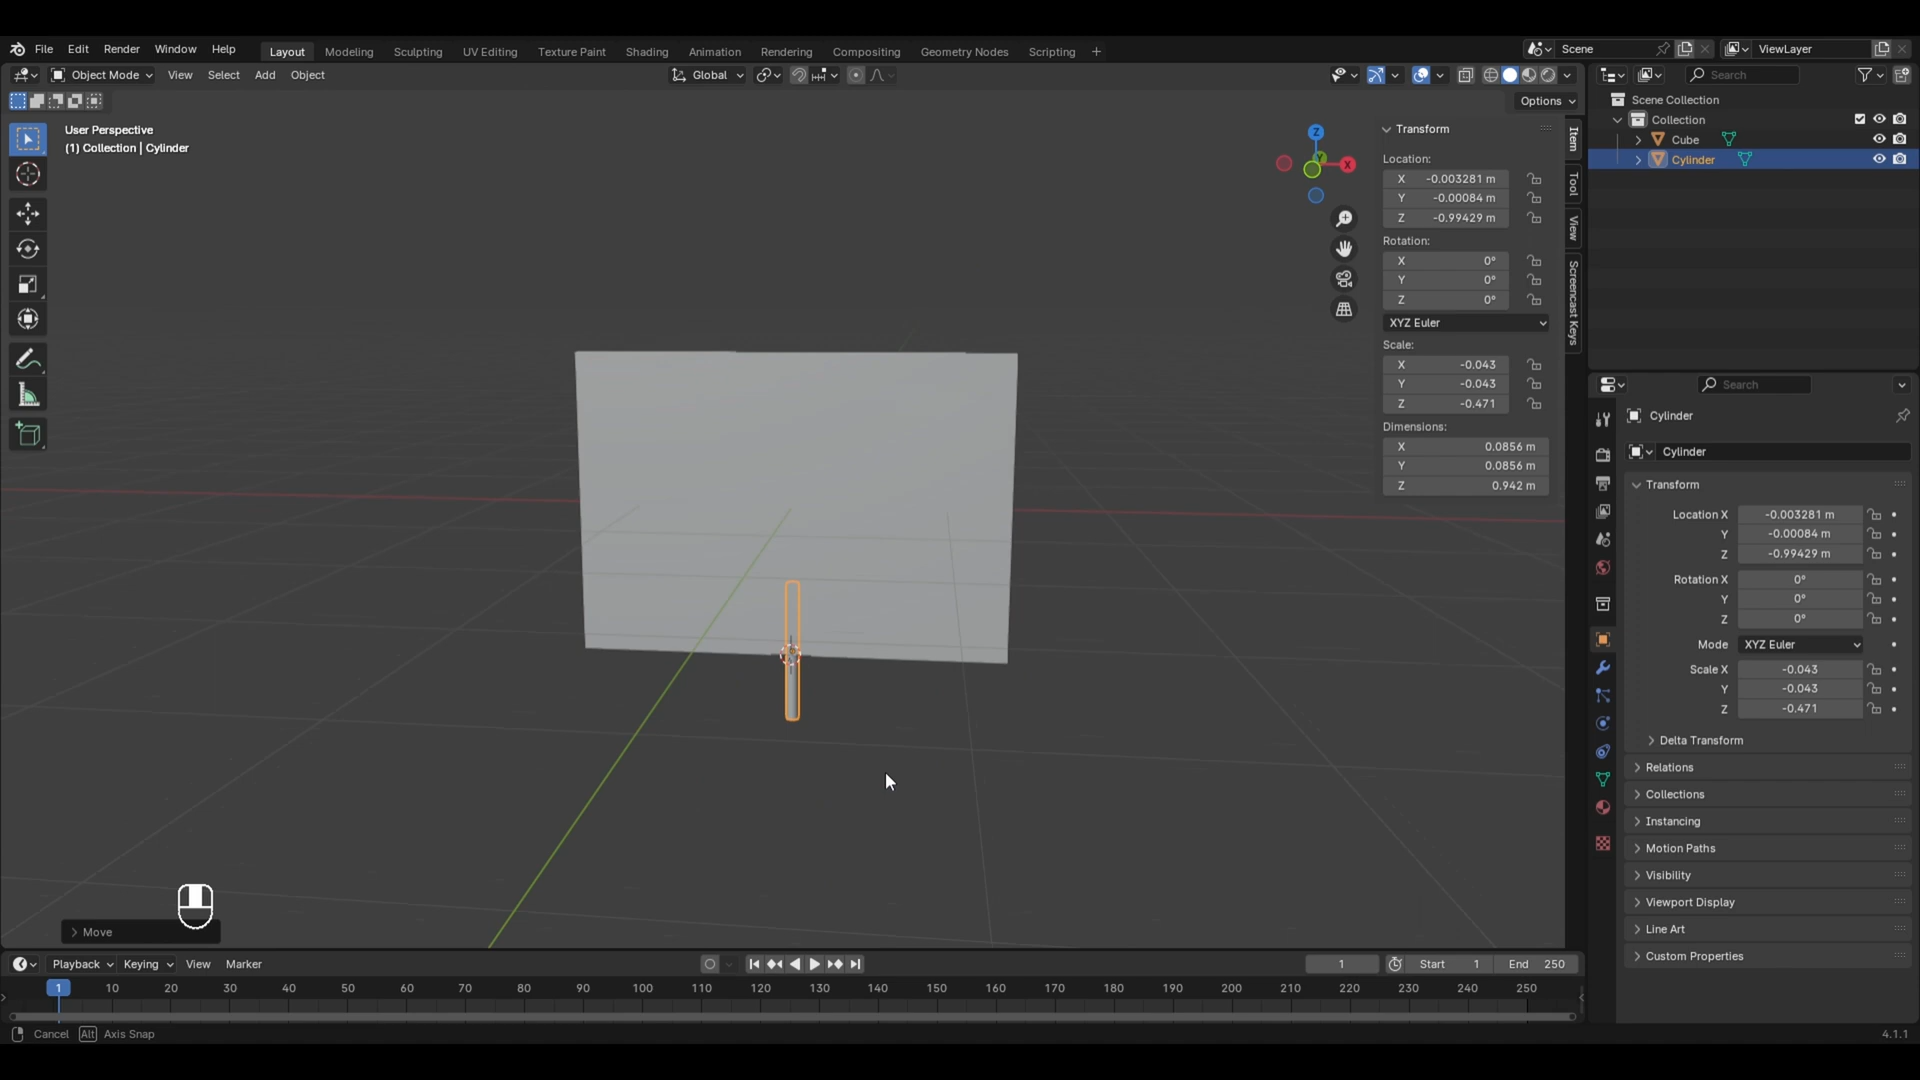 File Edit Render Window Help Layout Modeling Sculpting UV Editing Texture Paint Shading Animation Rendering Compositing Geometry Nodes Scripting + Scene ViewLayer
Object Mode View Select Add Object Global Search
Options
User Perspective
(1) Collection | Cylinder
Z
Y
X
Transform
Location:
X -0.003281 m
Y -0.00084 m
Z -0.99429 m
Rotation:
X 0°
Y 0°
Z 0°
XYZ Euler
Scale:
X -0.043
Y -0.043
Z -0.471
Dimensions:
X 0.0856 m
Y 0.0856 m
Z 0.942 m
Item
Tool
View
Screencast Keys
Scene Collection
Collection
Cube
Cylinder
Search
Cylinder
Cylinder
Transform
Location X -0.003281 m
Y -0.00084 m
Z -0.99429 m
Rotation X 0°
Y 0°
Z 0°
Mode XYZ Euler
Scale X -0.043
Y -0.043
Z -0.471
Delta Transform
Relations
Collections
Instancing
Motion Paths
Visibility
Viewport Display
Line Art
Custom Properties
Move
Playback Keying View Marker 1 Start 1 End 250
1 10 20 30 40 50 60 70 80 90 100 110 120 130 140 150 160 170 180 190 200 210 220 230 240 250
Cancel Alt Axis Snap 4.1.1